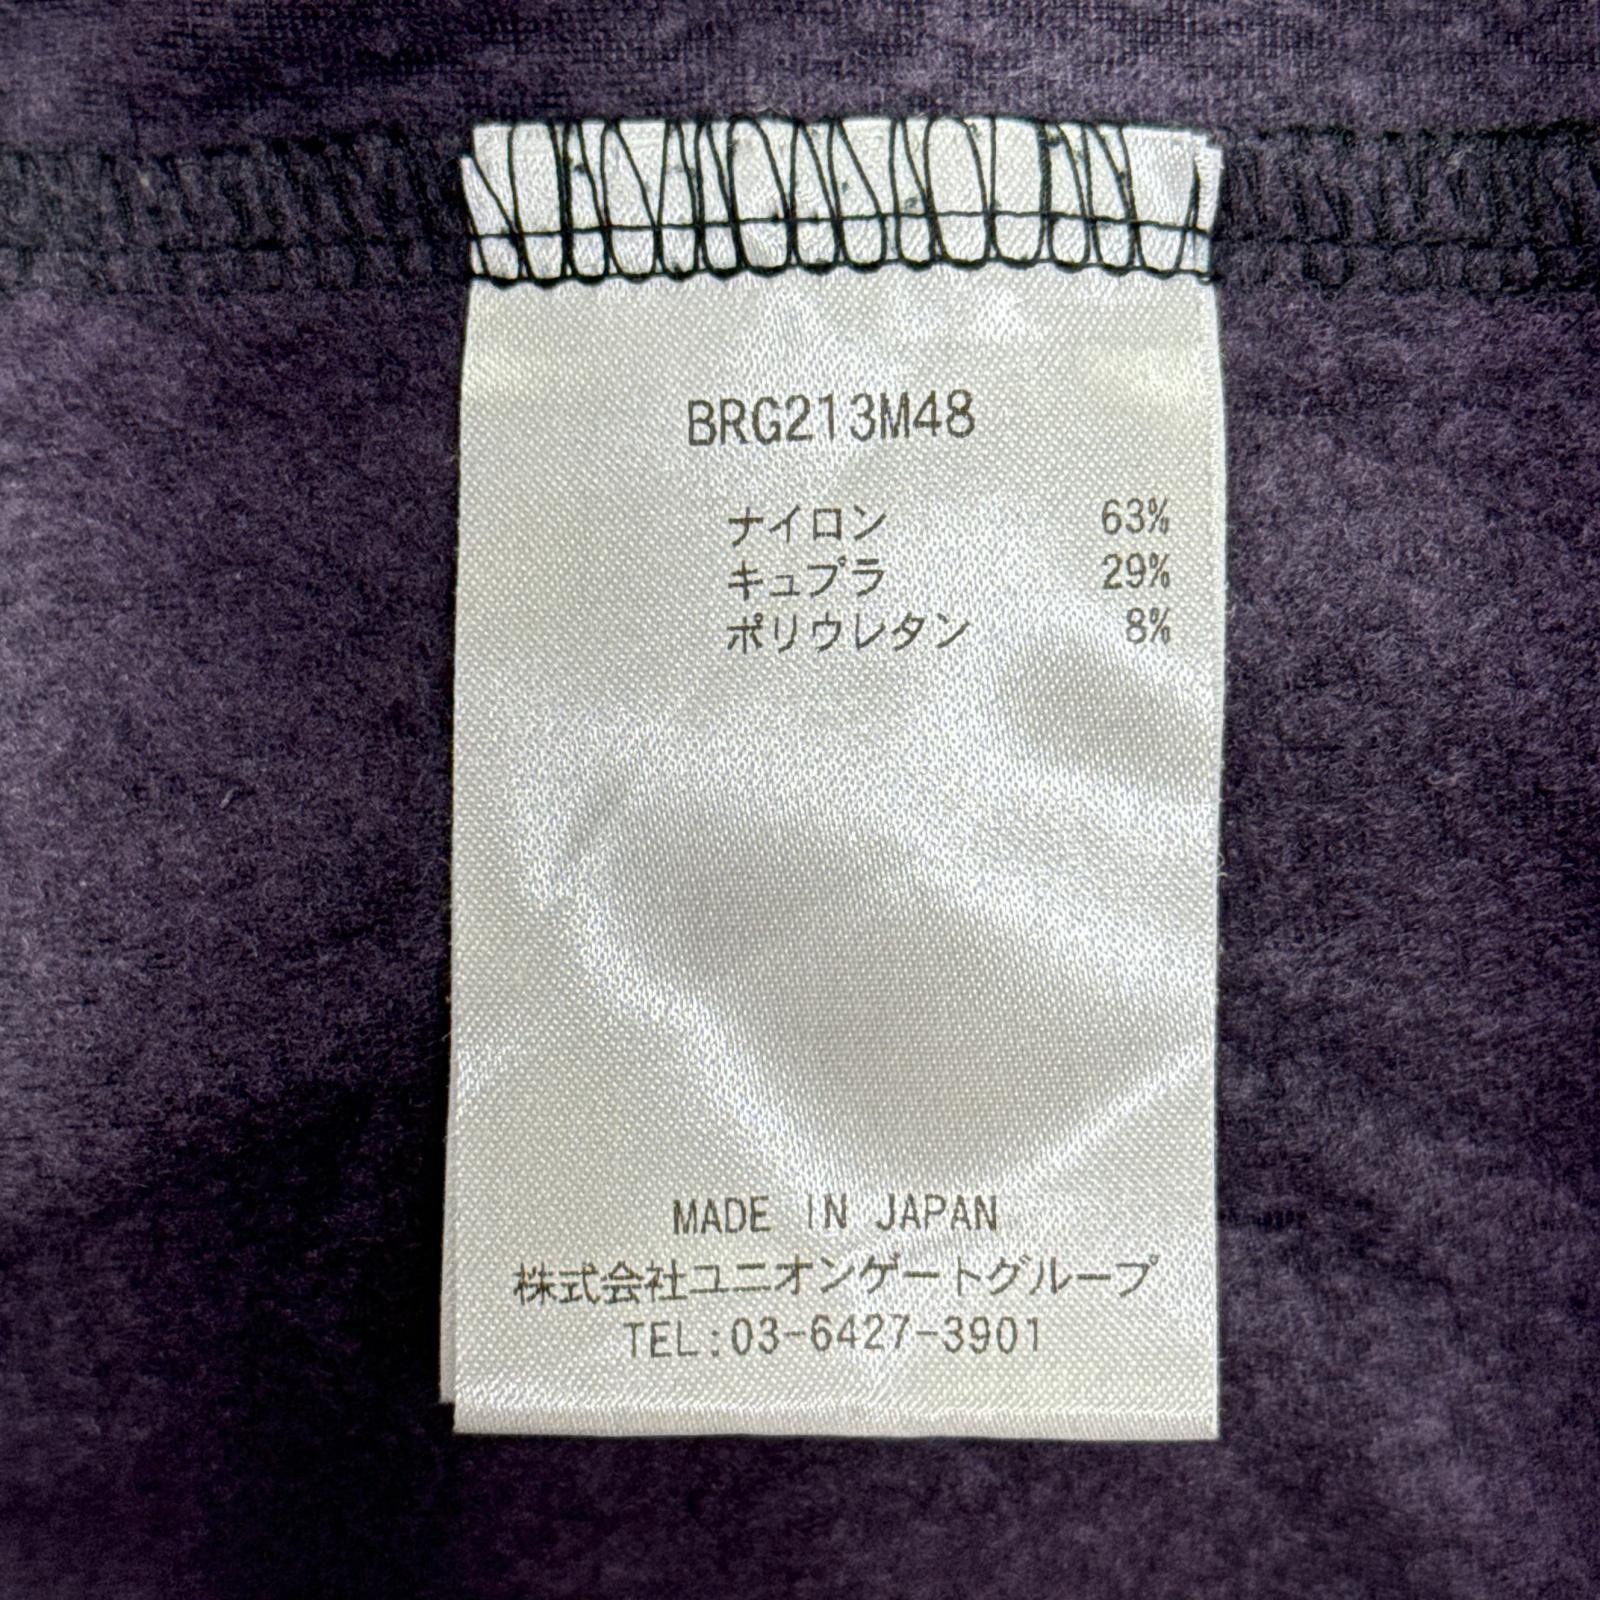 BRG213M48
ナイロン 63%
キュプラ 29%
ポリウレタン 8%
MADE IN JAPAN
株式会社ユニオンゲートグループ
TEL:03-6427-3901